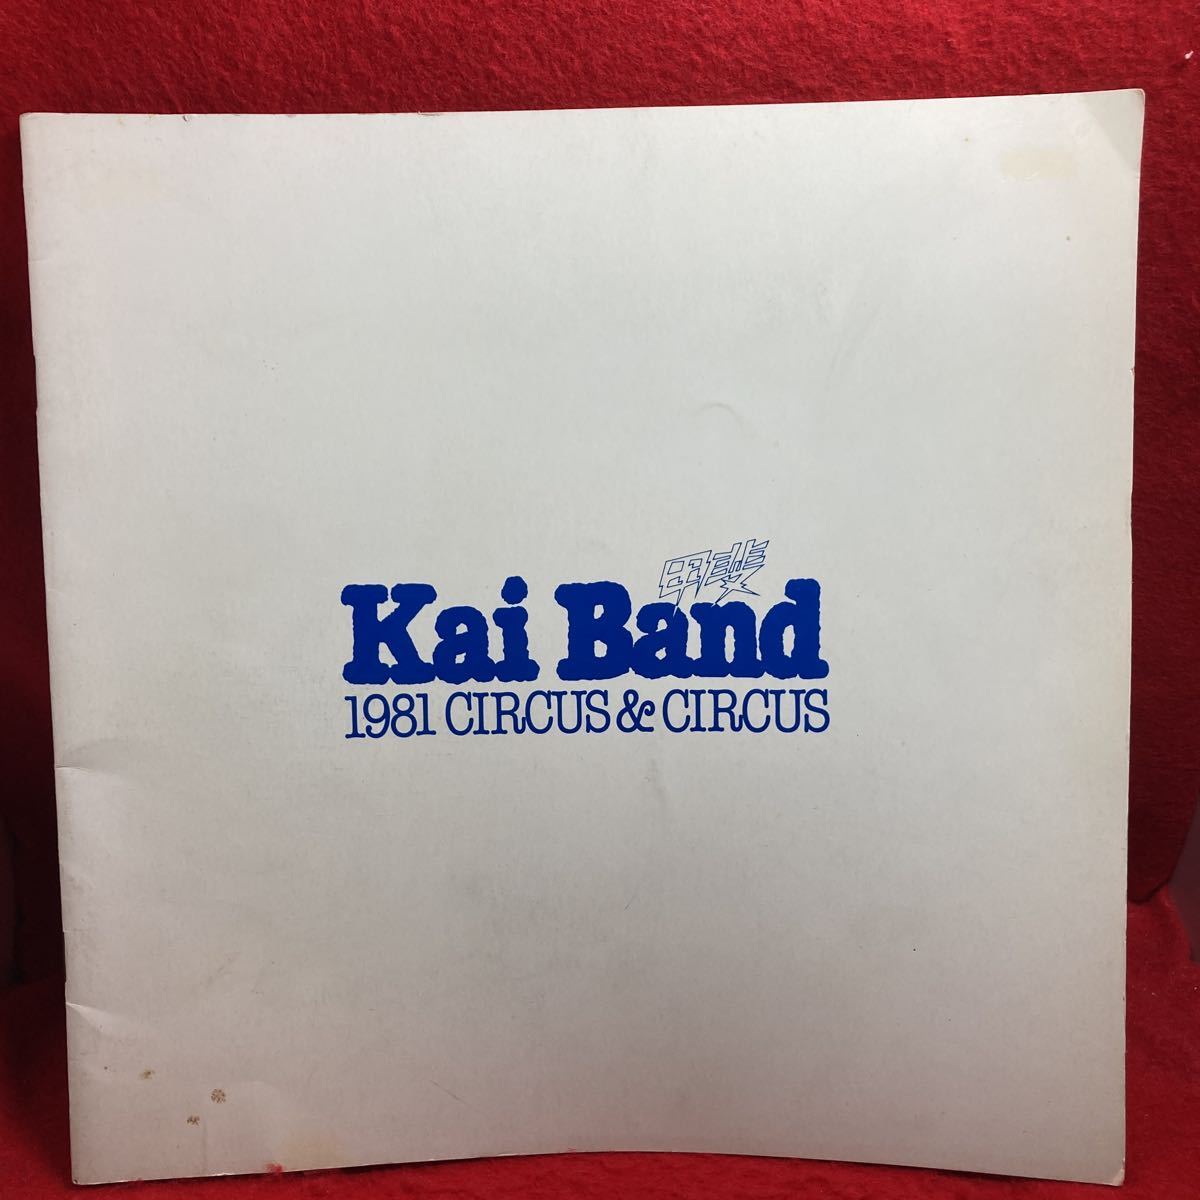 甲斐
Kai Band
1981 CIRCUS & CIRCUS